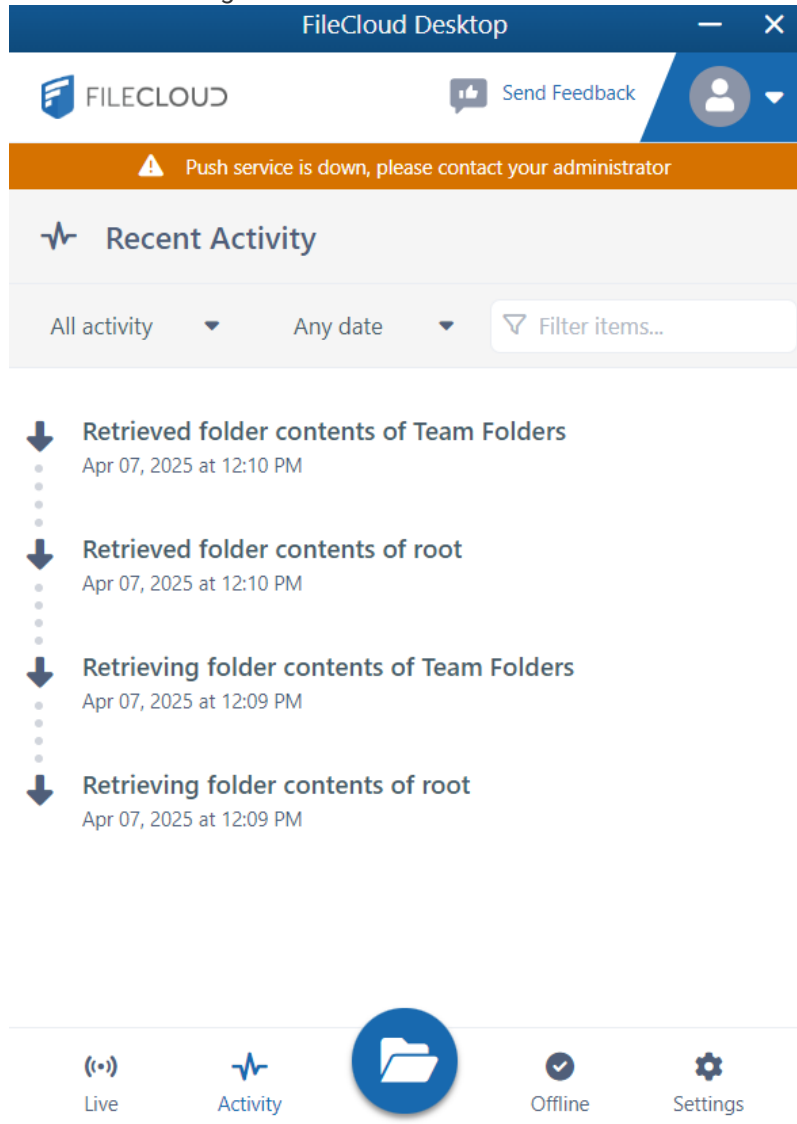 FileCloud Desktop
FILECLOUD
Send Feedback
Push service is down, please contact your administrator
Recent Activity
All activity
Any date
Filter items...
Retrieved folder contents of Team Folders
Apr 07, 2025 at 12:10 PM
Retrieved folder contents of root
Apr 07, 2025 at 12:10 PM
Retrieving folder contents of Team Folders
Apr 07, 2025 at 12:09 PM
Retrieving folder contents of root
Apr 07, 2025 at 12:09 PM
Live
Activity
Offline
Settings